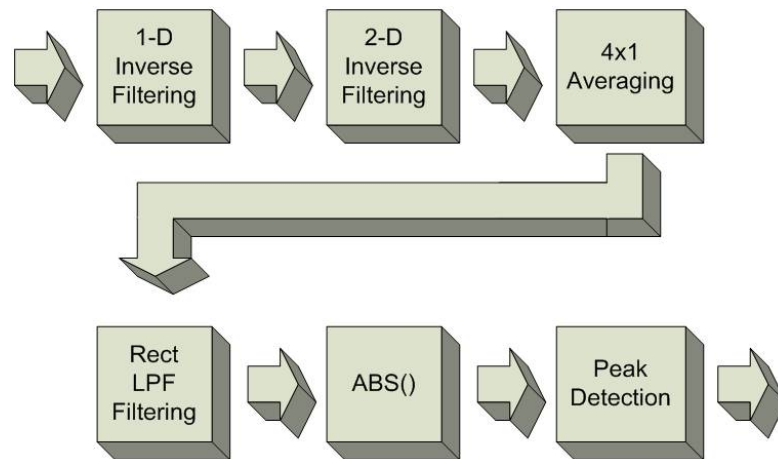 1-D
Inverse
Filtering
2-D
Inverse
Filtering
4x1
Averaging
Rect
LPF
Filtering
ABS()
Peak
Detection